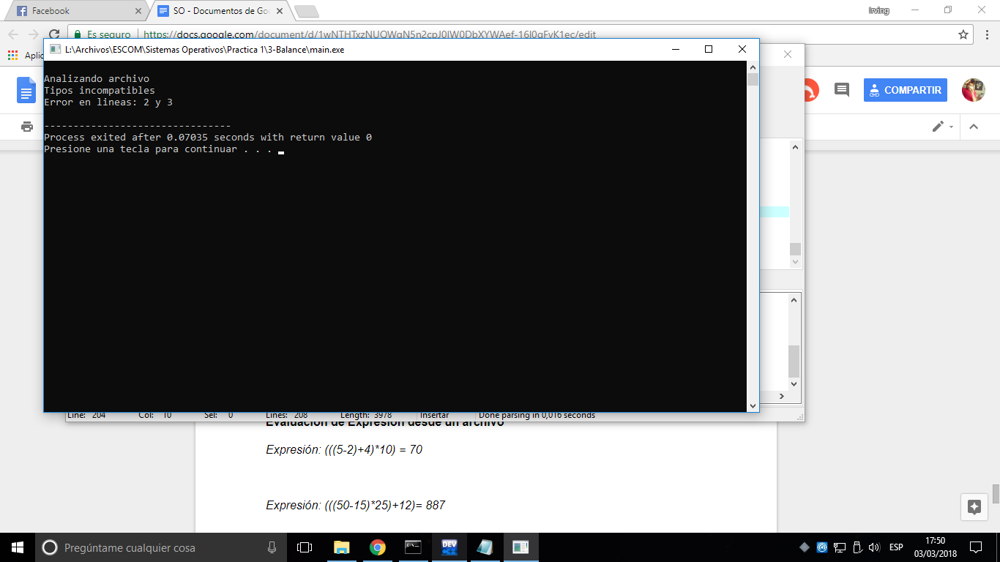 Facebook
SO - Documentos de Go
Irving
Es seguro
https://docs.google.com/document/d/1wNTHTxzNUQWgN5n2cpJ0IW0DbXYWAef-16I0gFvK1ec/edit
L:\Archivos\ESCOM\Sistemas Operativos\Practica 1\3-Balance\main.exe
Aplic
COMPARTIR
Analizando archivo
Tipos incompatibles
Error en lineas: 2 y 3
--------------------------------
Process exited after 0.07035 seconds with return value 0
Presione una tecla para continuar . . .
Line: 204 Col: 10 Sel: 0 Lines: 208 Length: 3978 Insertar Done parsing in 0,016 seconds
Evaluación de Expresión desde un archivo
Expresión: (((5-2)+4)*10) = 70
Expresión: (((50-15)*25)+12)= 887
Pregúntame cualquier cosa
DEV
ESP
17:50
03/03/2018